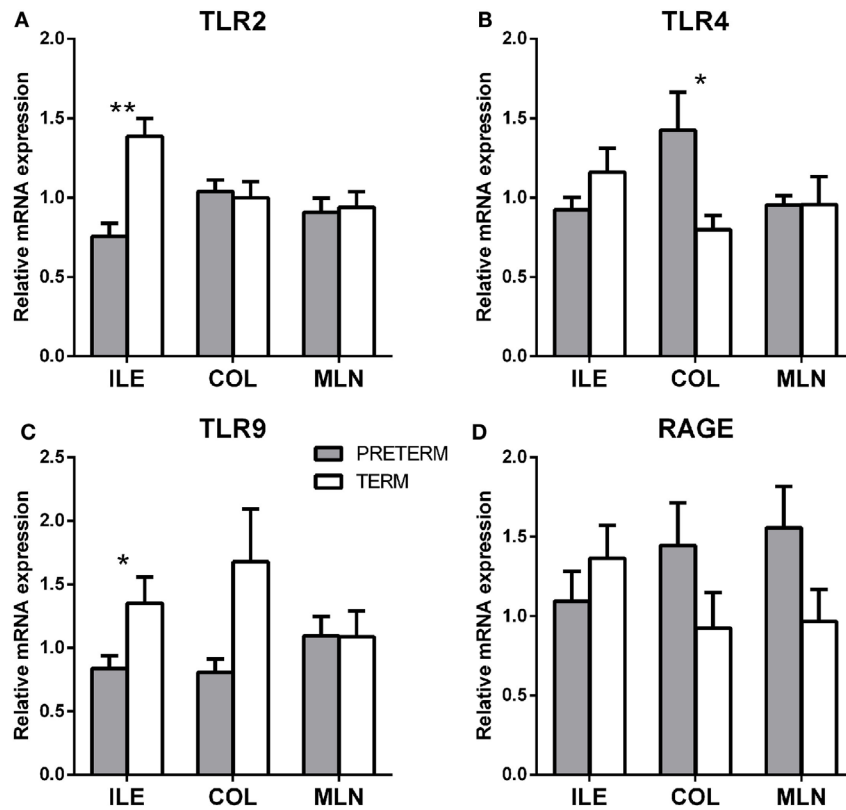 A
TLR2
Relative mRNA expression
2.0
1.5
1.0
0.5
0.0
**
ILE COL MLN
B
TLR4
Relative mRNA expression
2.0
1.5
1.0
0.5
0.0
*
ILE COL MLN
C
TLR9
Relative mRNA expression
2.5
2.0
1.5
1.0
0.5
0.0
*
PRETERM
TERM
ILE COL MLN
D
RAGE
Relative mRNA expression
2.0
1.5
1.0
0.5
0.0
ILE COL MLN